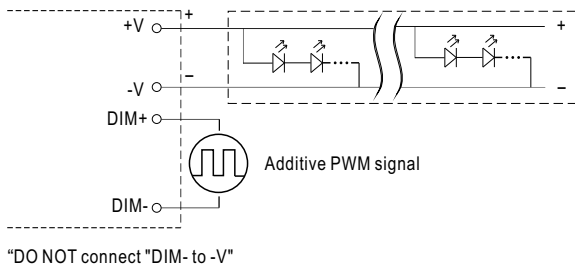 +V + +
-V – –
DIM+
Additive PWM signal
DIM-
“DO NOT connect "DIM- to -V"